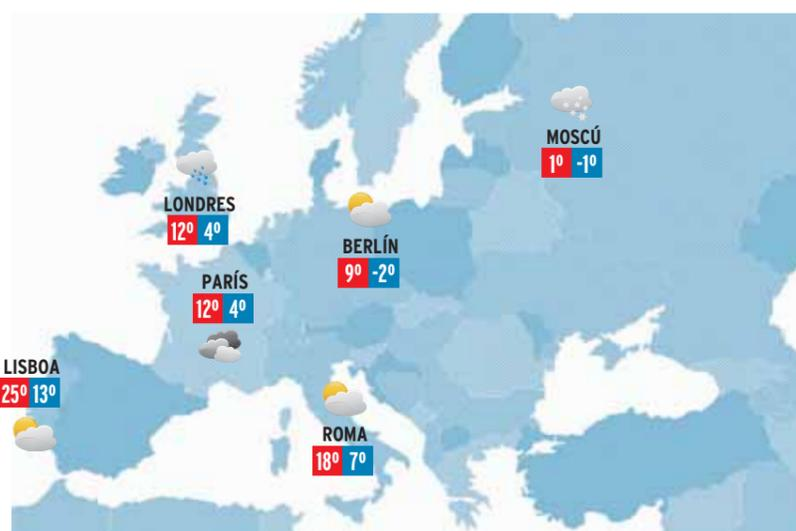 MOSCÚ
1º -1º
LONDRES
12º 4º
BERLÍN
9º -2º
PARÍS
12º 4º
LISBOA
25º 13º
ROMA
18º 7º